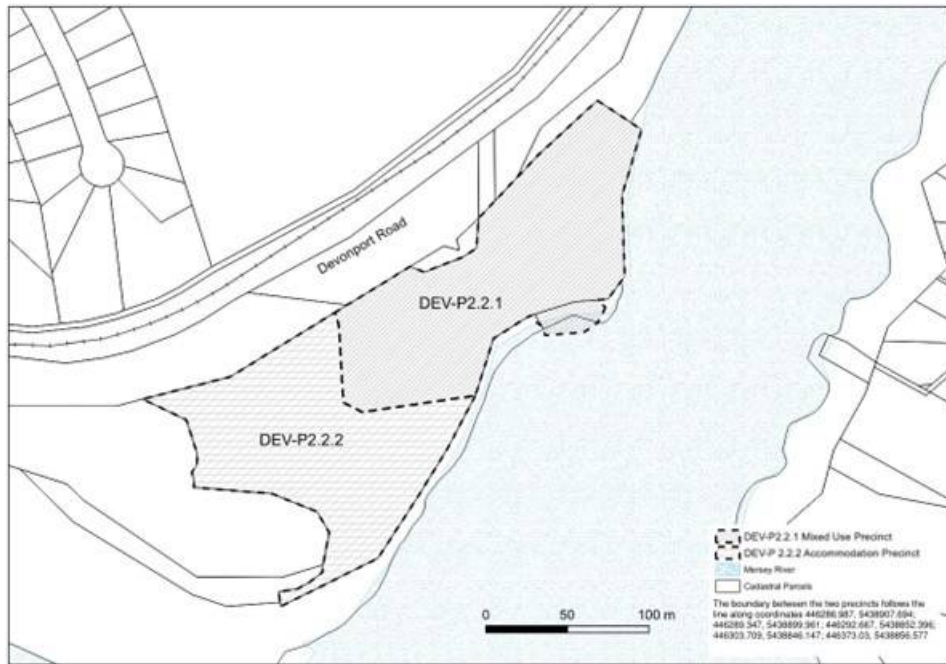 Devonport Road
DEV-P2.2.1
DEV-P2.2.2
DEV-P2.2.1 Mixed Use Precinct
DEV-P 2.2.2 Accommodation Precinct
Mersey River
Cadastral Parcels
The boundary between the two precincts follows the
line along coordinates 446286.987, 5438907.694;
446289.347, 5438899.961; 446292.667, 5438852.396;
446303.709, 5438846.147; 446373.03, 5438856.577
0 50 100 m